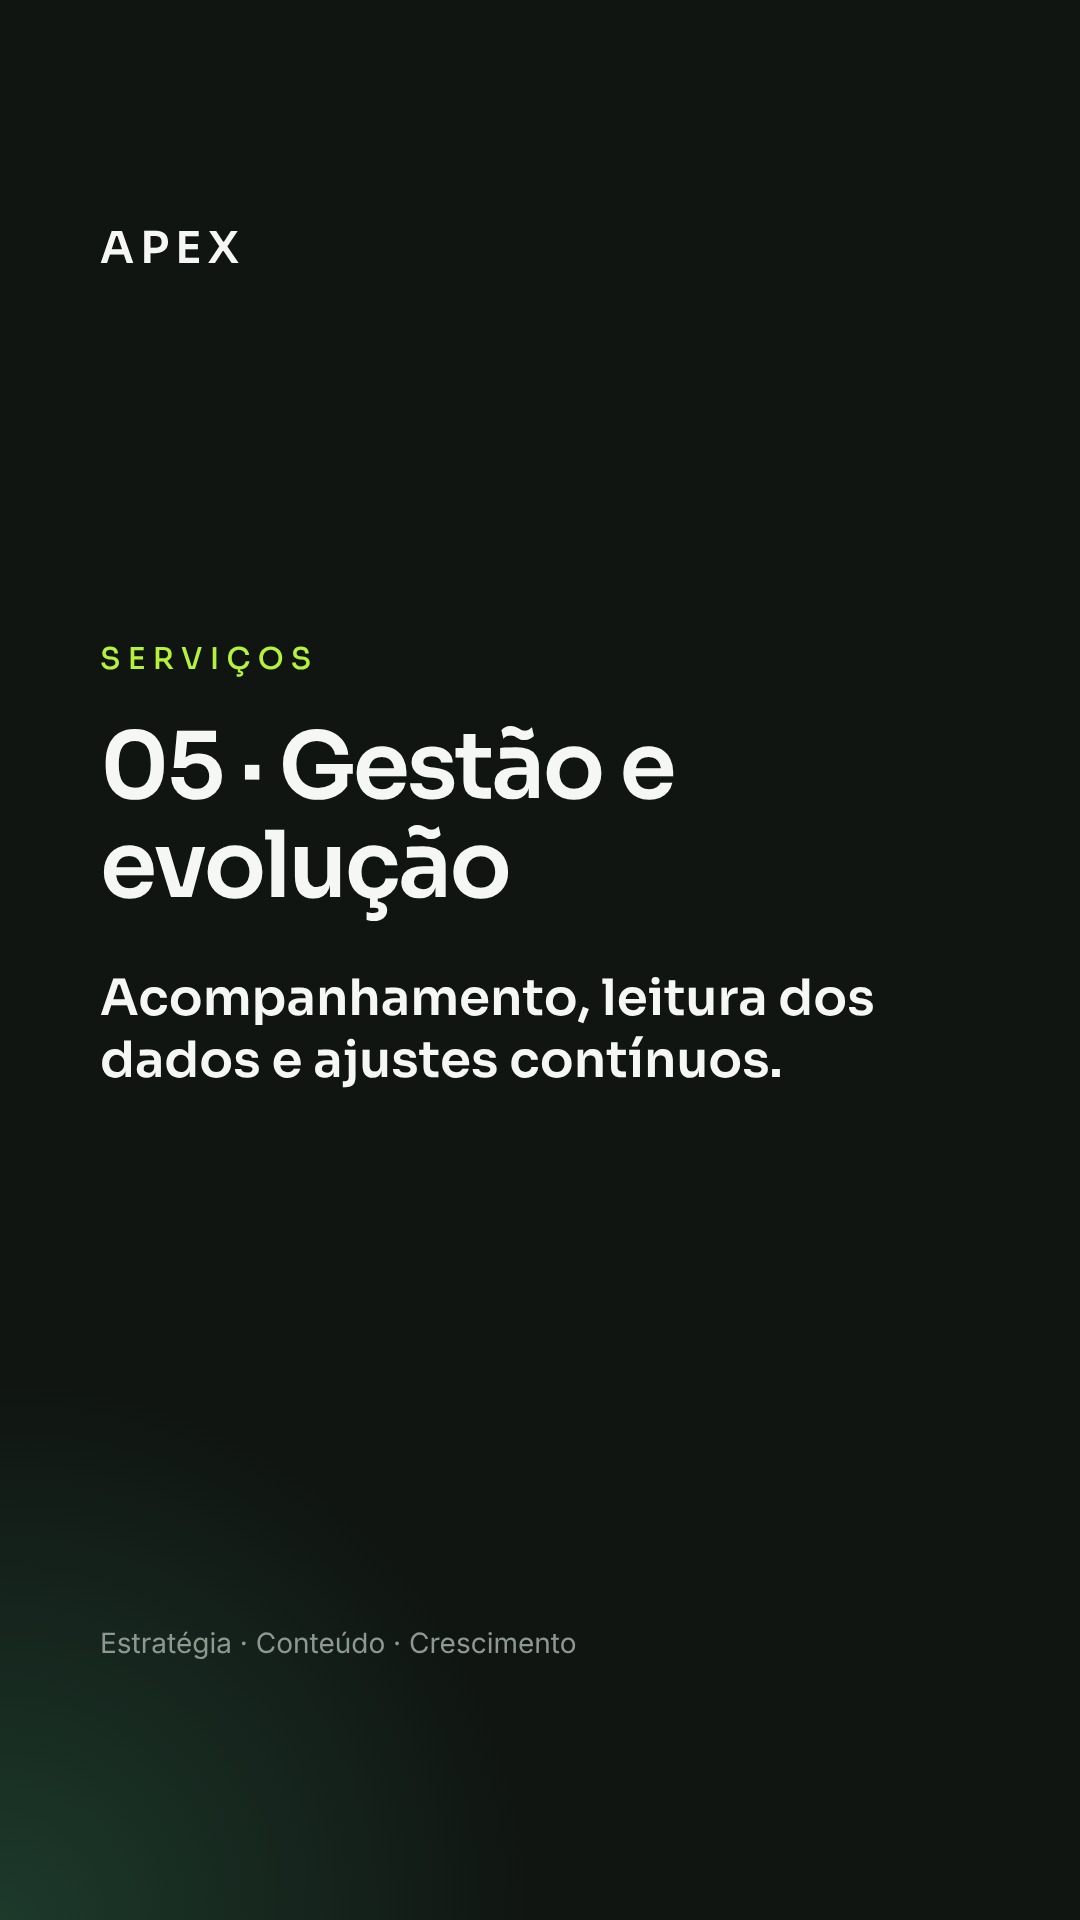 APEX
SERVIÇOS
05 · Gestão e
evolução
Acompanhamento, leitura dos
dados e ajustes contínuos.
Estratégia · Conteúdo · Crescimento